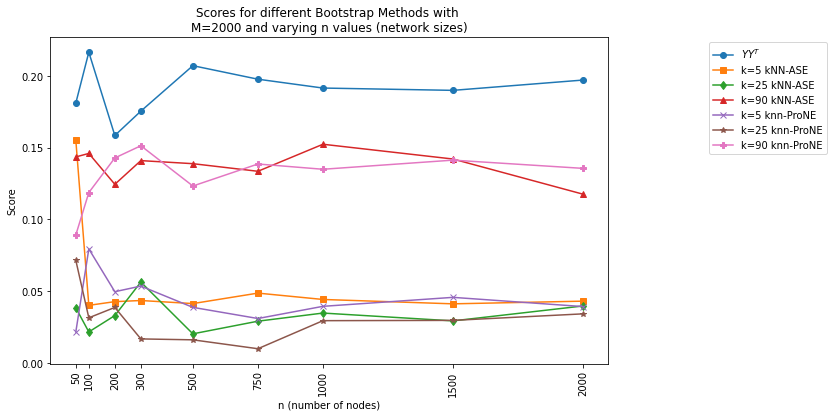 Scores for different Bootstrap Methods with
M=2000 and varying n values (network sizes)
Score
0.20
0.15
0.10
0.05
0.00
50
100
200
300
500
750
1000
1500
2000
n (number of nodes)
YYᵀ
k=5 kNN-ASE
k=25 kNN-ASE
k=90 kNN-ASE
k=5 knn-ProNE
k=25 knn-ProNE
k=90 knn-ProNE